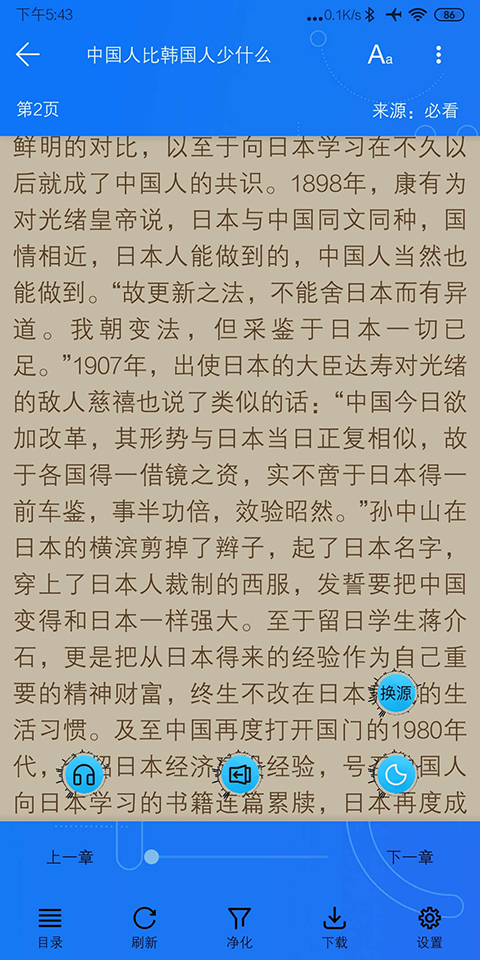 下午5:43
...0.1K/s 86
中国人比韩国人少什么 Aa
第2页 来源：必看
鲜明的对比，以至于向日本学习在不久以
后就成了中国人的共识。1898年，康有为
对光绪皇帝说，日本与中国同文同种，国
情相近，日本人能做到的，中国人当然也
能做到。“故更新之法，不能舍日本而有异
道。我朝变法，但采鉴于日本一切已
足。”1907年，出使日本的大臣达寿对光绪
的敌人慈禧也说了类似的话：“中国今日欲
加改革，其形势与日本当日正复相似，故
于各国得一借镜之资，实不啻于日本得一
前车鉴，事半功倍，效验昭然。”孙中山在
日本的横滨剪掉了辫子，起了日本名字，
穿上了日本人裁制的西服，发誓要把中国
变得和日本一样强大。至于留日学生蒋介
石，更是把从日本得来的经验作为自己重
要的精神财富，终生不改在日本 的生
换源
活习惯。及至中国再度打开国门的1980年
代， 绍日本经济 经验，号 国人
向日本学习的书籍连篇累牍，日本再度成
上一章 下一章
目录 刷新 净化 下载 设置